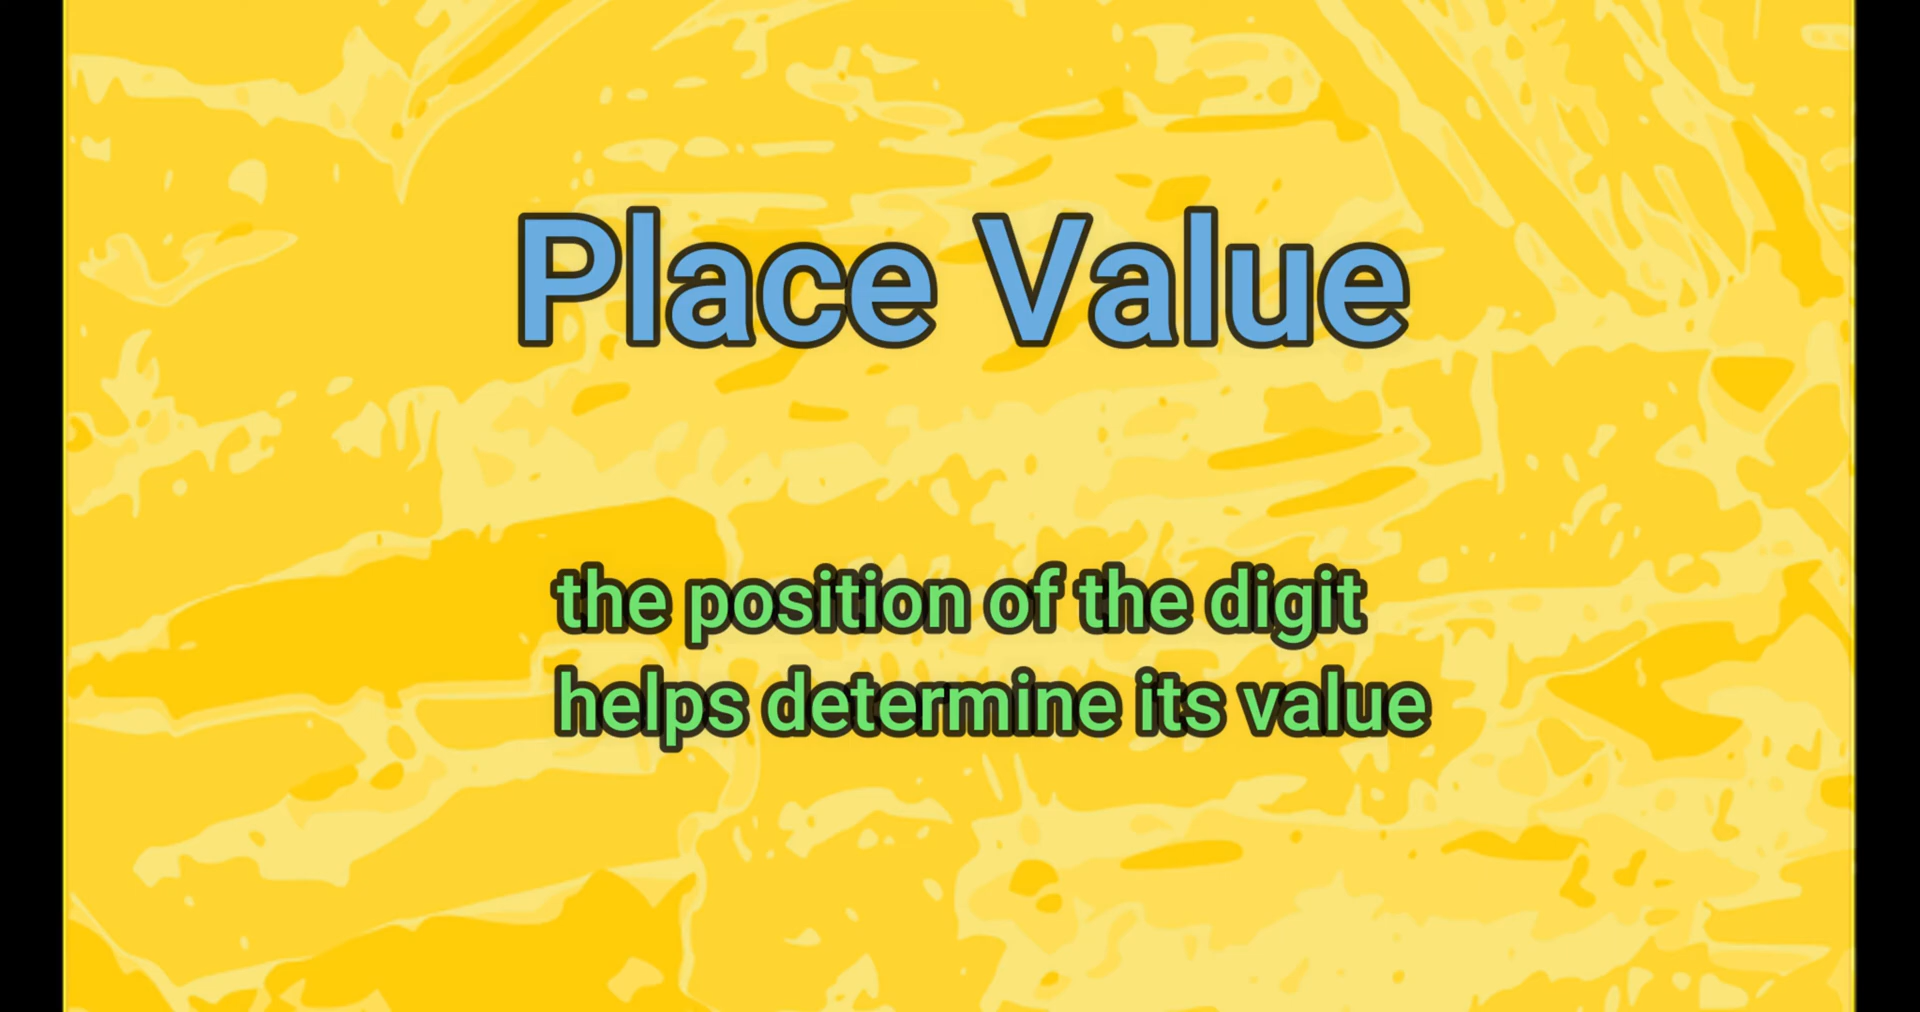 Place Value
the position of the digit
helps determine its value